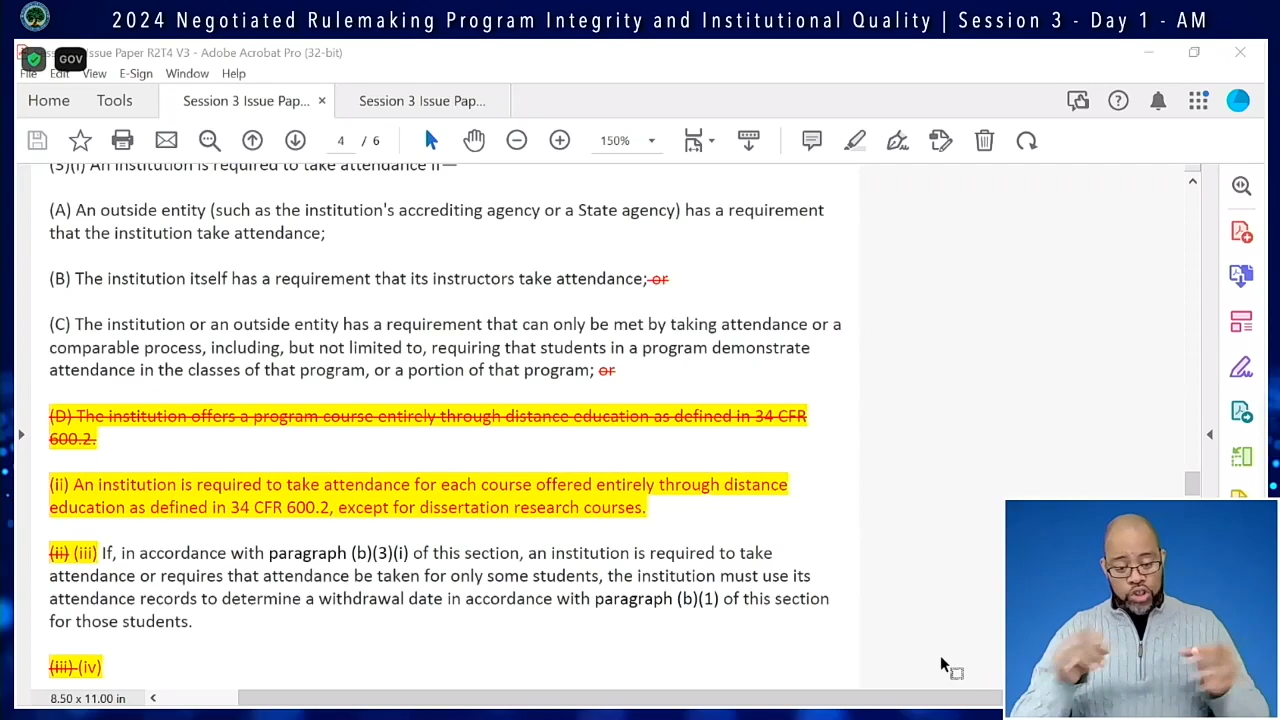 2024 Negotiated Rulemaking Program Integrity and Institutional Quality | Session 3 - Day 1 - AM
Issue Paper R2T4 V3 - Adobe Acrobat Pro (32-bit)
GOV
File Edit View E-Sign Window Help
Home Tools Session 3 Issue Pap... × Session 3 Issue Pap...
4 / 6 150%
(3)(i) An institution is required to take attendance if—
(A) An outside entity (such as the institution's accrediting agency or a State agency) has a requirement
that the institution take attendance;
(B) The institution itself has a requirement that its instructors take attendance; or
(C) The institution or an outside entity has a requirement that can only be met by taking attendance or a
comparable process, including, but not limited to, requiring that students in a program demonstrate
attendance in the classes of that program, or a portion of that program; or
(D) The institution offers a program course entirely through distance education as defined in 34 CFR
600.2.
(ii) An institution is required to take attendance for each course offered entirely through distance
education as defined in 34 CFR 600.2, except for dissertation research courses.
(ii) (iii) If, in accordance with paragraph (b)(3)(i) of this section, an institution is required to take
attendance or requires that attendance be taken for only some students, the institution must use its
attendance records to determine a withdrawal date in accordance with paragraph (b)(1) of this section
for those students.
(iii) (iv)
8.50 x 11.00 in